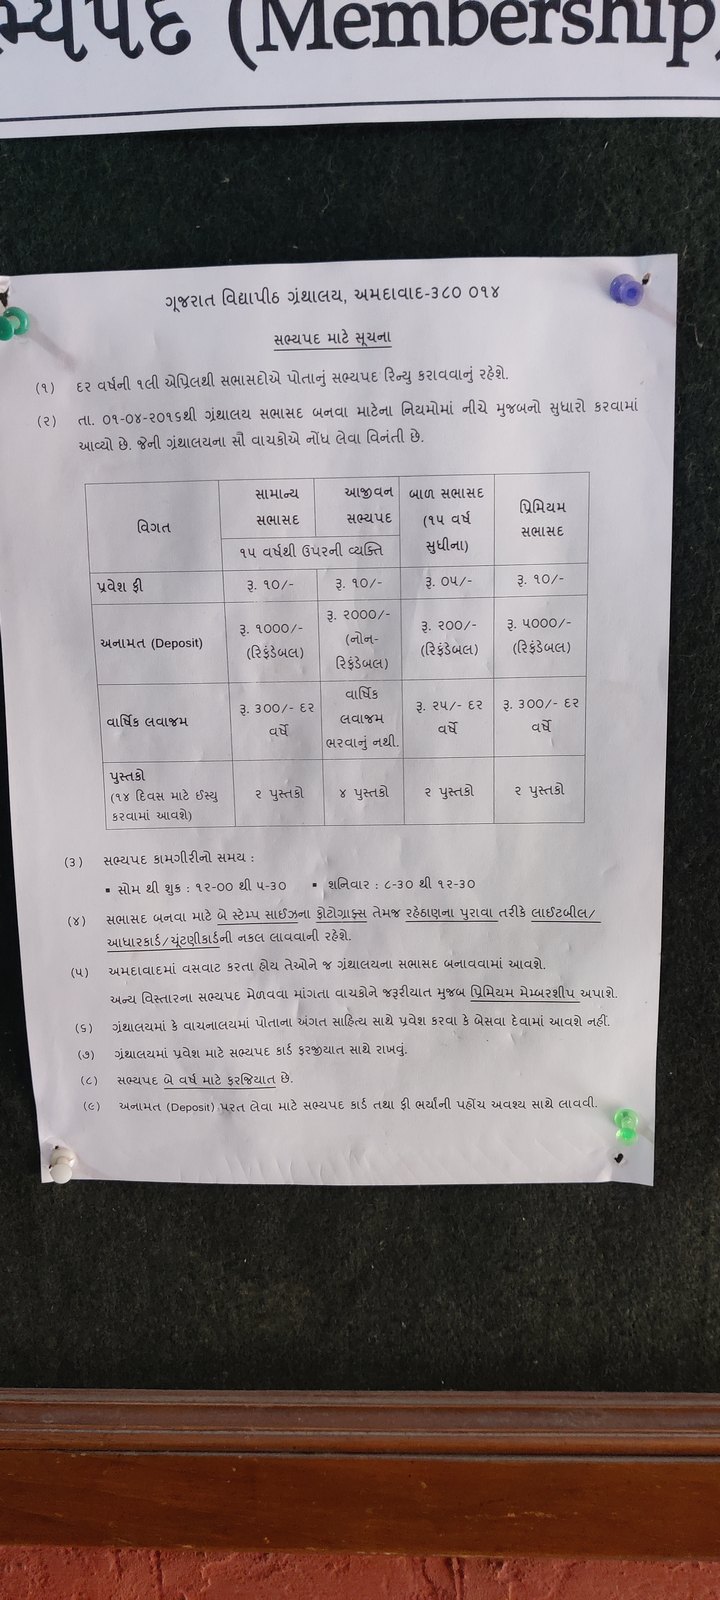 ભ્યપદ (Membership)
ગૂજરાત વિદ્યાપીઠ ગ્રંથાલય, અમદાવાદ-૩૮૦ ૦૧૪
સભ્યપદ માટે સૂચના
(૧) દર વર્ષની ૧લી એપ્રિલથી સભાસદોએ પોતાનું સભ્યપદ રિન્યુ કરાવવાનું રહેશે.
(૨) તા. ૦૧-૦૪-૨૦૧૬થી ગ્રંથાલય સભાસદ બનવા માટેના નિયમોમાં નીચે મુજબનો સુધારો કરવામાં
આવ્યો છે. જેની ગ્રંથાલયના સૌ વાચકોએ નોંધ લેવા વિનંતી છે.
વિગત | સામાન્ય સભાસદ | આજીવન સભ્યપદ | બાળ સભાસદ (૧૫ વર્ષ સુધીના) | પ્રિમિયમ સભાસદ
૧૫ વર્ષથી ઉપરની વ્યક્તિ
પ્રવેશ ફી | રૂ. ૧૦/- | રૂ. ૧૦/- | રૂ. ૦૫/- | રૂ. ૧૦/-
અનામત (Deposit) | રૂ. ૧૦૦૦/- (રિફંડેબલ) | રૂ. ૨૦૦૦/- (નોન-રિફંડેબલ) | રૂ. ૨૦૦/- (રિફંડેબલ) | રૂ. ૫૦૦૦/- (રિફંડેબલ)
વાર્ષિક લવાજમ | રૂ. ૩૦૦/- દર વર્ષે | વાર્ષિક લવાજમ ભરવાનું નથી. | રૂ. ૨૫/- દર વર્ષે | રૂ. ૩૦૦/- દર વર્ષે
પુસ્તકો (૧૪ દિવસ માટે ઈસ્યુ કરવામાં આવશે) | ૨ પુસ્તકો | ૪ પુસ્તકો | ૨ પુસ્તકો | ૨ પુસ્તકો
(૩) સભ્યપદ કામગીરીનો સમય :
▪ સોમ થી શુક્ર : ૧૨-૦૦ થી ૫-૩૦ ▪ શનિવાર : ૮-૩૦ થી ૧૨-૩૦
(૪) સભાસદ બનવા માટે બે સ્ટેમ્પ સાઈઝના ફોટોગ્રાફ્સ તેમજ રહેઠાણના પુરાવા તરીકે લાઈટબીલ/
આધારકાર્ડ/ચૂંટણીકાર્ડની નકલ લાવવાની રહેશે.
(૫) અમદાવાદમાં વસવાટ કરતા હોય તેઓને જ ગ્રંથાલયના સભાસદ બનાવવામાં આવશે.
અન્ય વિસ્તારના સભ્યપદ મેળવવા માંગતા વાચકોને જરૂરીયાત મુજબ પ્રિમિયમ મેમ્બરશીપ અપાશે.
(૬) ગ્રંથાલયમાં કે વાચનાલયમાં પોતાના અંગત સાહિત્ય સાથે પ્રવેશ કરવા કે બેસવા દેવામાં આવશે નહીં.
(૭) ગ્રંથાલયમાં પ્રવેશ માટે સભ્યપદ કાર્ડ ફરજીયાત સાથે રાખવું.
(૮) સભ્યપદ બે વર્ષ માટે ફરજિયાત છે.
(૯) અનામત (Deposit) પરત લેવા માટે સભ્યપદ કાર્ડ તથા ફી ભર્યાંની પહોંચ અવશ્ય સાથે લાવવી.